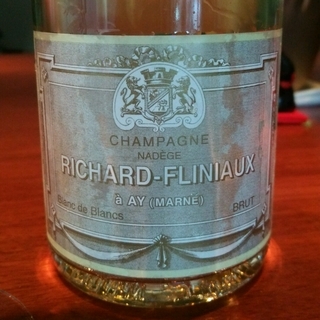 CHAMPAGNE
NADÈGE
RICHARD-FLINIAUX
à AY (MARNE)
Blanc de Blancs BRUT